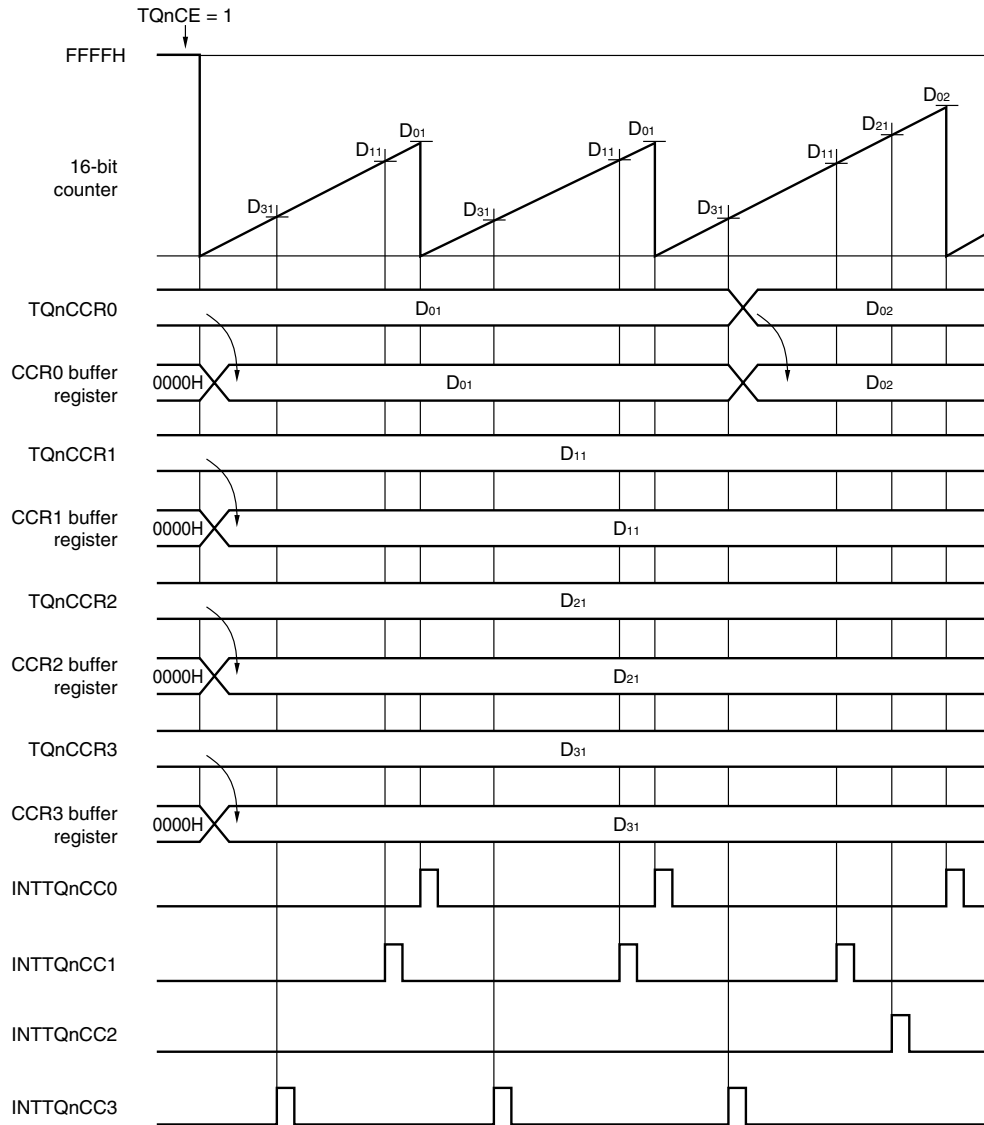 TQnCE = 1
FFFFH
16-bit
counter
D31
D11
D01
D31
D11
D01
D31
D11
D21
D02
TQnCCR0
D01
D02
CCR0 buffer
register
0000H
D01
D02
TQnCCR1
D11
CCR1 buffer
register
0000H
D11
TQnCCR2
D21
CCR2 buffer
register
0000H
D21
TQnCCR3
D31
CCR3 buffer
register
0000H
D31
INTTQnCC0
INTTQnCC1
INTTQnCC2
INTTQnCC3